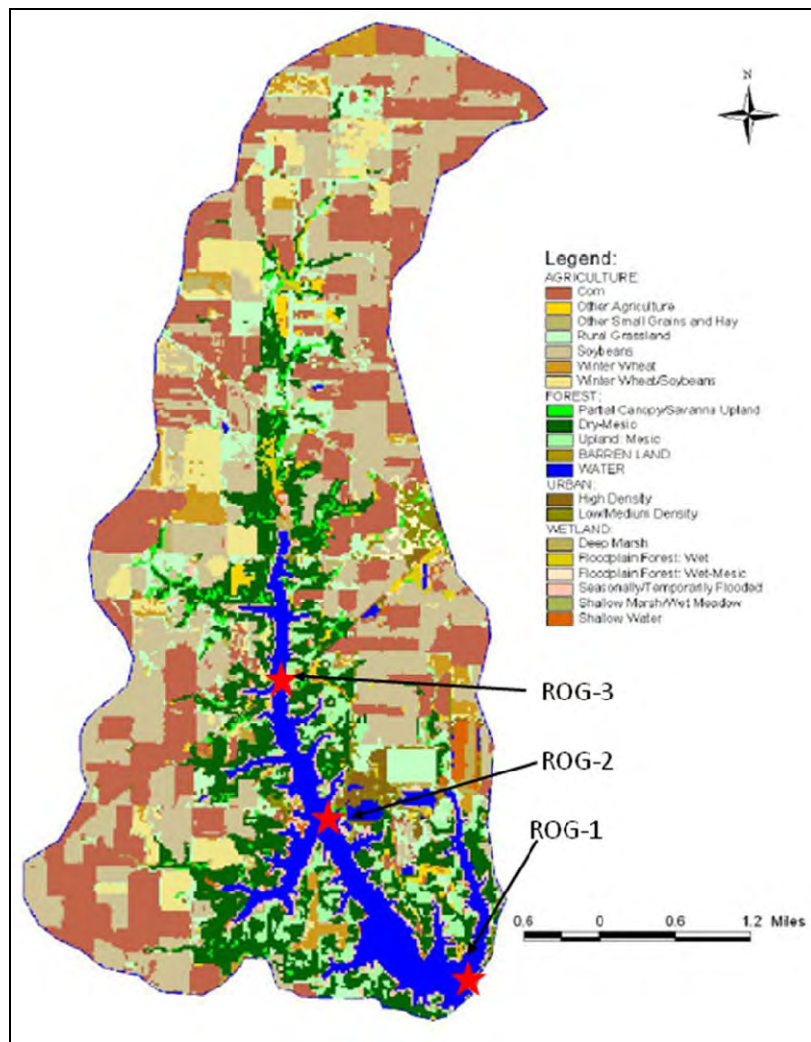 N
Legend:
AGRICULTURE:
Corn
Other Agriculture
Other Small Grains and Hay
Rural Grassland
Soybeans
Winter Wheat
Winter Wheat/Soybeans
FOREST:
Partial Canopy/Savanna Upland
Dry-Mesic
Upland: Mesic
BARREN LAND
WATER
URBAN:
High Density
Low/Medium Density
WETLAND:
Deep Marsh
Floodplain Forest: Wet
Floodplain Forest: Wet-Mesic
Seasonally/Temporarily Flooded
Shallow Marsh/Wet Meadow
Shallow Water
ROG-3
ROG-2
ROG-1
0.6 0 0.6 1.2 Miles